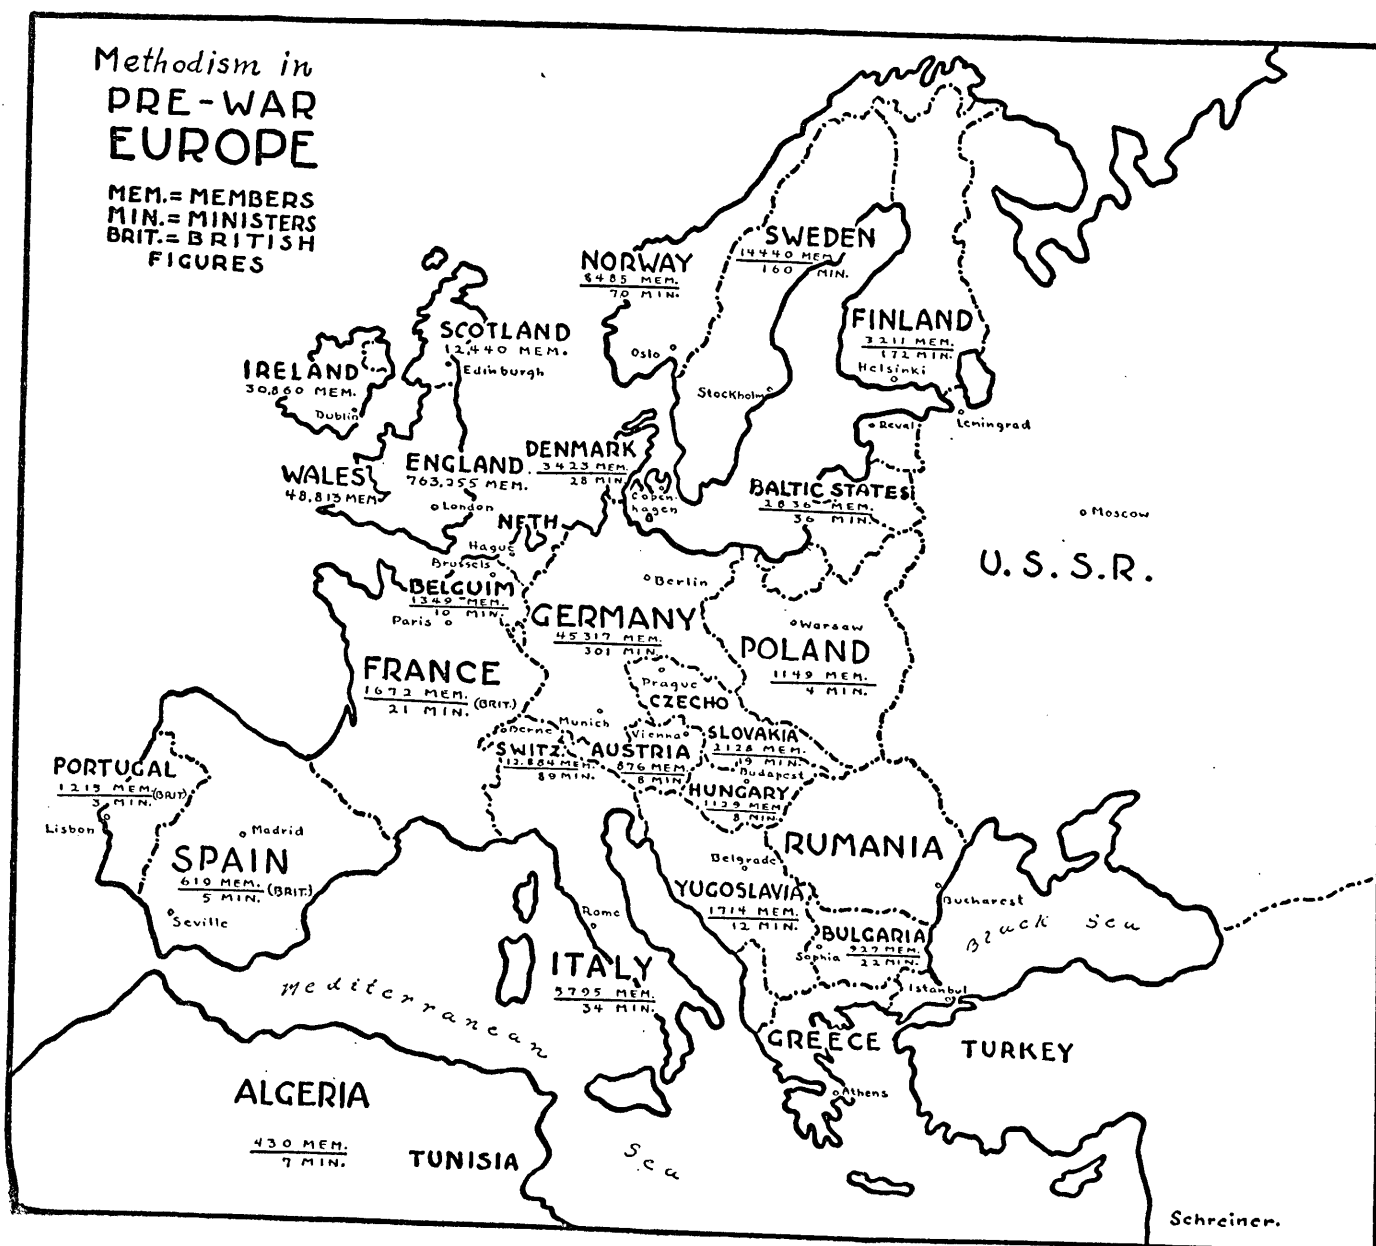 Methodism in
PRE-WAR
EUROPE
MEM.=MEMBERS
MIN.=MINISTERS
BRIT.=BRITISH
FIGURES
NORWAY
8485 MEM.
70 MIN.
SWEDEN
14440 MEM
160 MIN.
FINLAND
3211 MEM.
172 MIN.
Helsinki
SCOTLAND
12,440 MEM.
Edinburgh
IRELAND
30,860 MEM.
Dublin
Oslo
Stockholm
Reval
Leningrad
WALES
48,813 MEM
ENGLAND
763,255 MEM.
London
DENMARK
3423 MEM.
28 MIN.
Copen-
hagen
BALTIC STATES
2836 MEM.
36 MIN.
Moscow
U.S.S.R.
NETH.
Hague
Brussels
BELGUIM
1349 MEM.
10 MIN.
Paris
Berlin
GERMANY
45317 MEM.
301 MIN.
Warsaw
POLAND
1149 MEM.
4 MIN.
FRANCE
1672 MEM. (BRIT.)
21 MIN.
Prague
CZECHO
SLOVAKIA
2128 MEM.
19 MIN.
Munich
Berne
SWITZ.
12.884 MEM.
89 MIN.
Vienna
AUSTRIA
876 MEM.
8 MIN.
Budapest
HUNGARY
1129 MEM
8 MIN.
PORTUGAL
1215 MEM. (BRIT)
3 MIN.
Lisbon
Madrid
SPAIN
619 MEM. (BRIT.)
5 MIN.
Seville
RUMANIA
Bucharest
Belgrade
YUGOSLAVIA
1714 MEM.
12 MIN.
BULGARIA
927 MEM.
22 MIN.
Sophia
Black Sea
Istanbul
Rome
ITALY
5795 MEM.
34 MIN.
Mediterranean
Sea
GREECE
Athens
TURKEY
ALGERIA
430 MEM.
7 MIN.
TUNISIA
Schreiner.